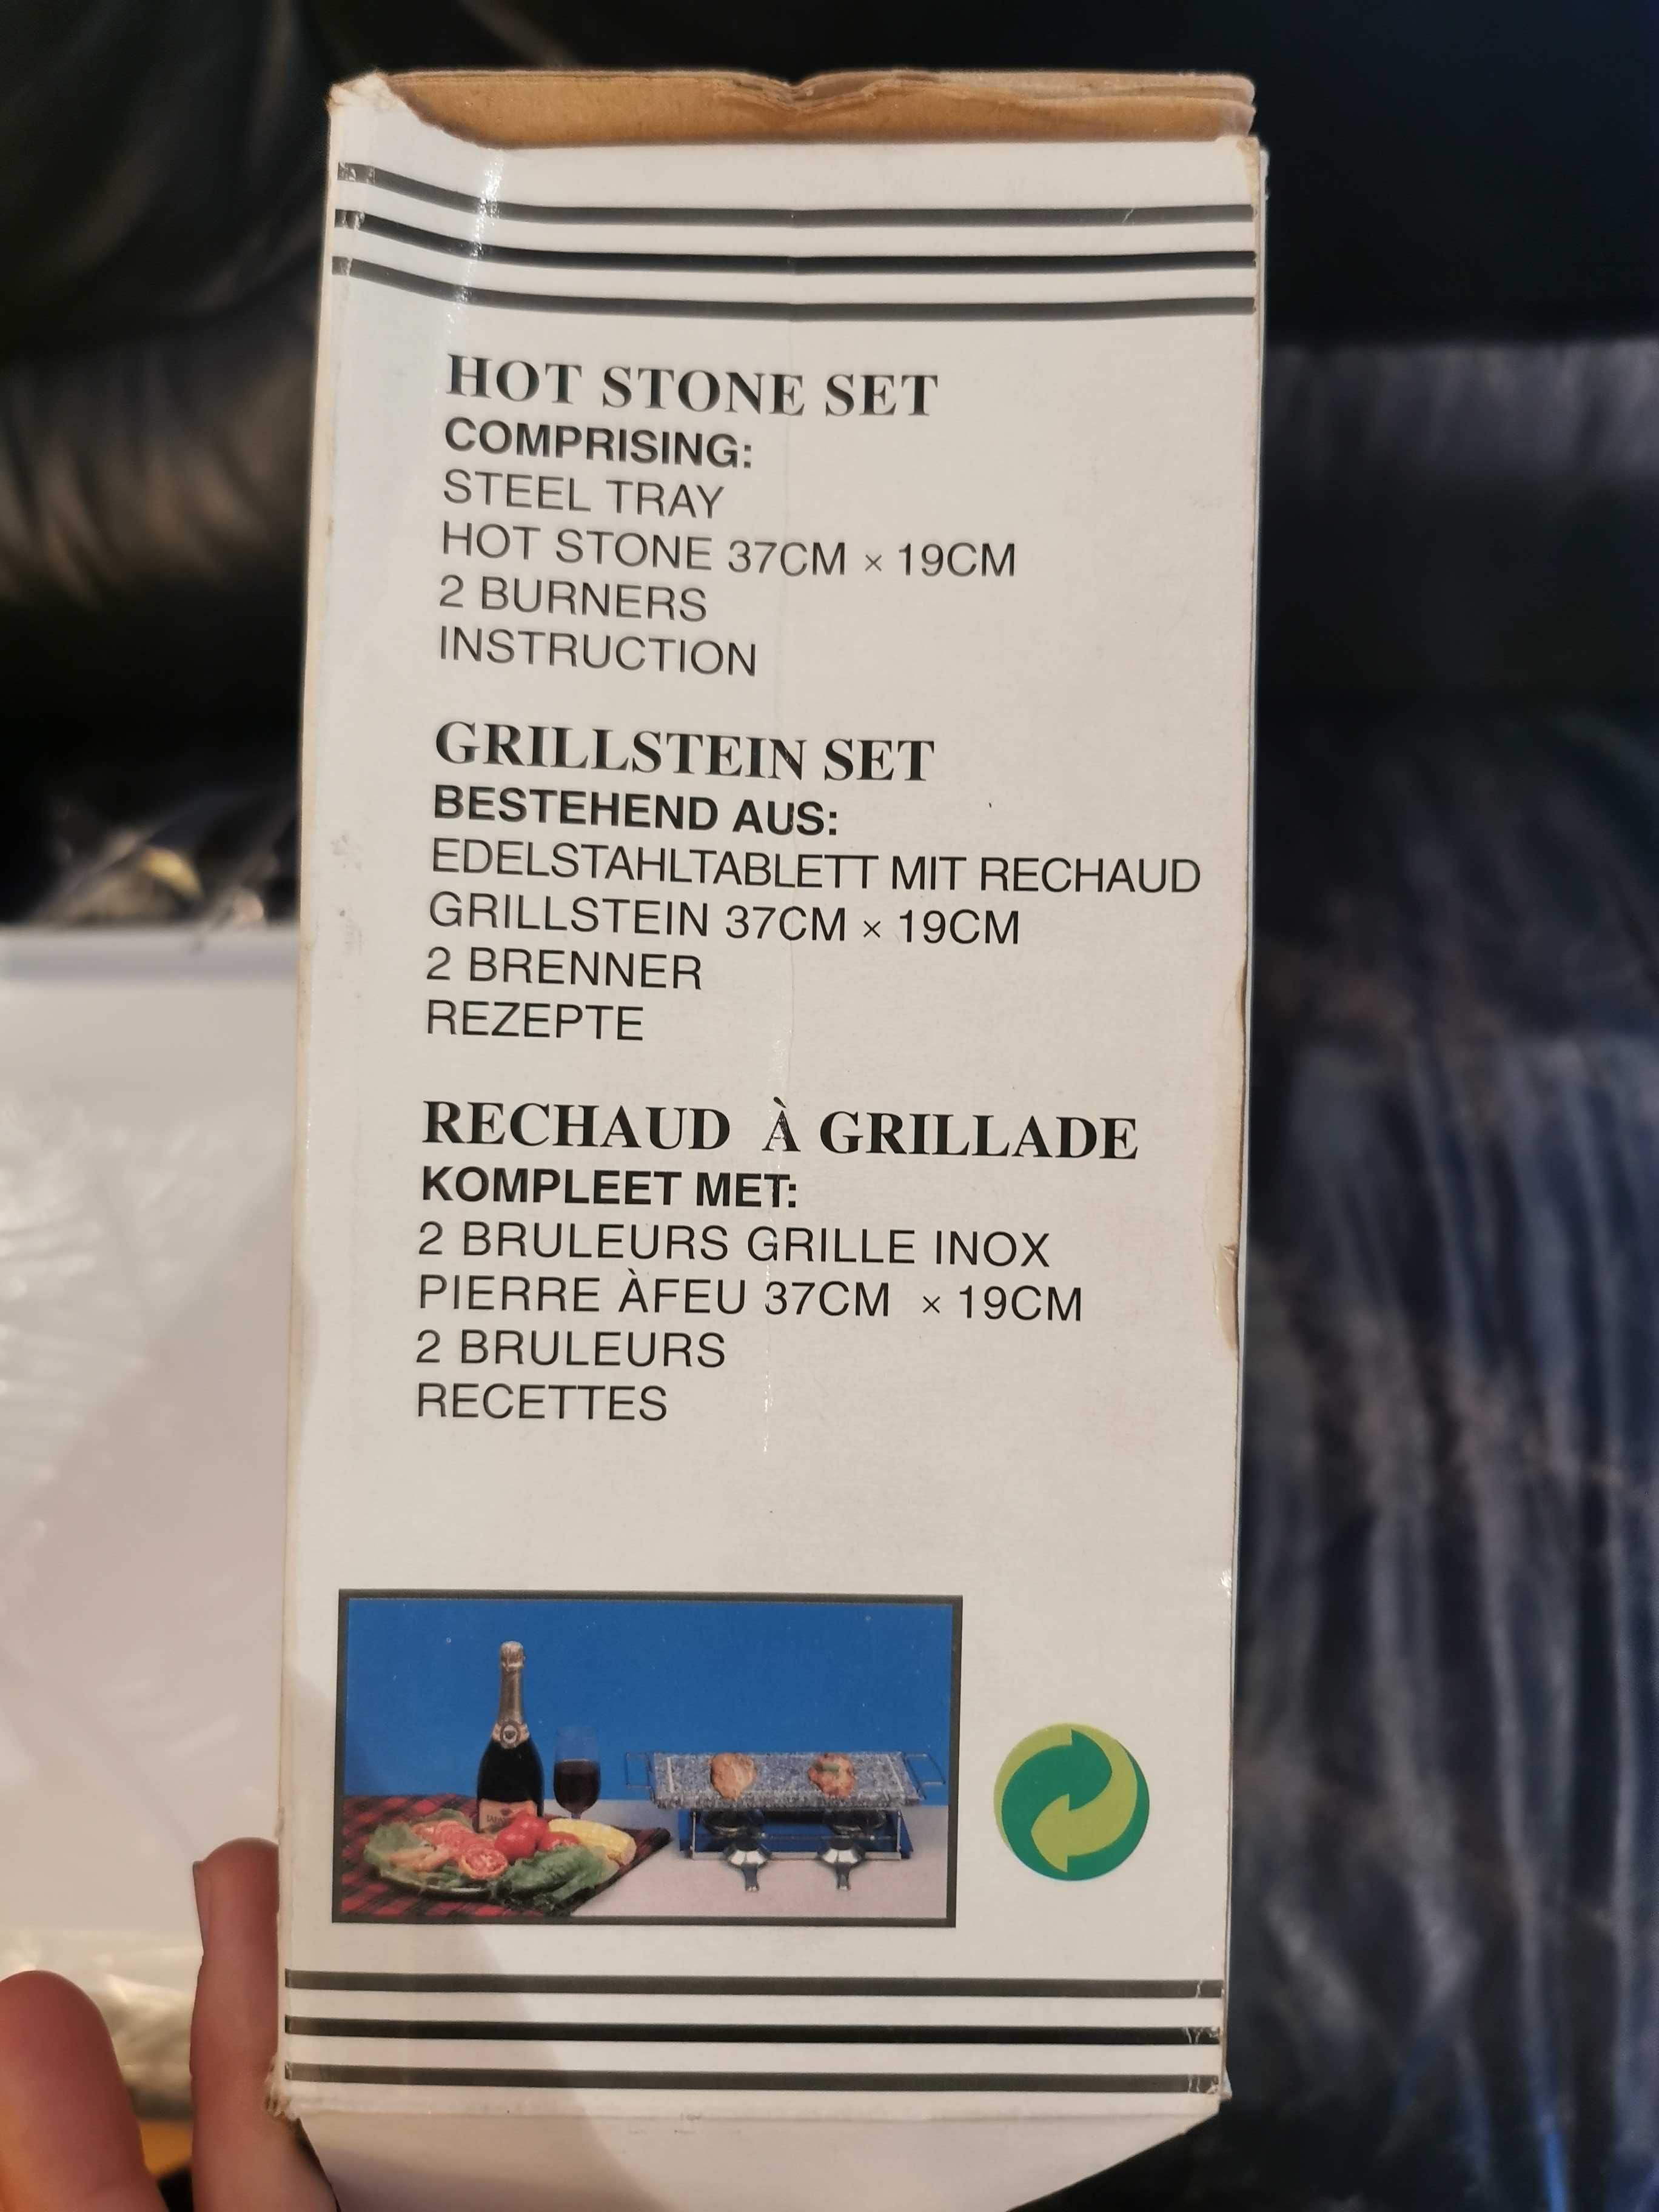 HOT STONE SET
COMPRISING:
STEEL TRAY
HOT STONE 37CM × 19CM
2 BURNERS
INSTRUCTION
GRILLSTEIN SET
BESTEHEND AUS:
EDELSTAHLTABLETT MIT RECHAUD
GRILLSTEIN 37CM × 19CM
2 BRENNER
REZEPTE
RECHAUD À GRILLADE
KOMPLEET MET:
2 BRULEURS GRILLE INOX
PIERRE ÀFEU 37CM × 19CM
2 BRULEURS
RECETTES